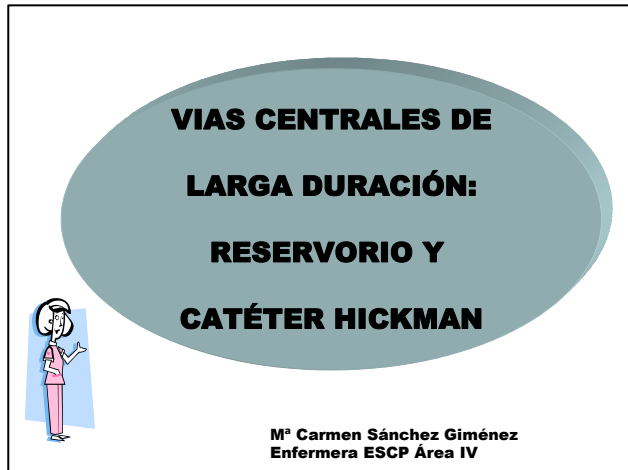 VIAS CENTRALES DE
LARGA DURACIÓN:
RESERVORIO Y
CATÉTER HICKMAN
Mª Carmen Sánchez Giménez
Enfermera ESCP Área IV